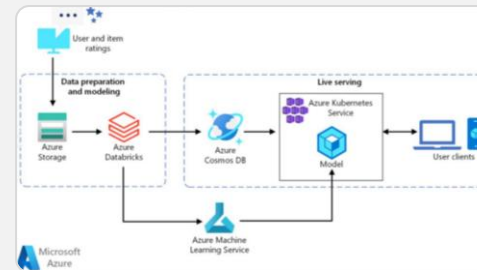 User and item
ratings
Data preparation
and modeling
Live serving
Azure
Storage
Azure
Databricks
Azure
Cosmos DB
Azure Kubernetes
Service
Model
User clients
Azure Machine
Learning Service
Microsoft
Azure